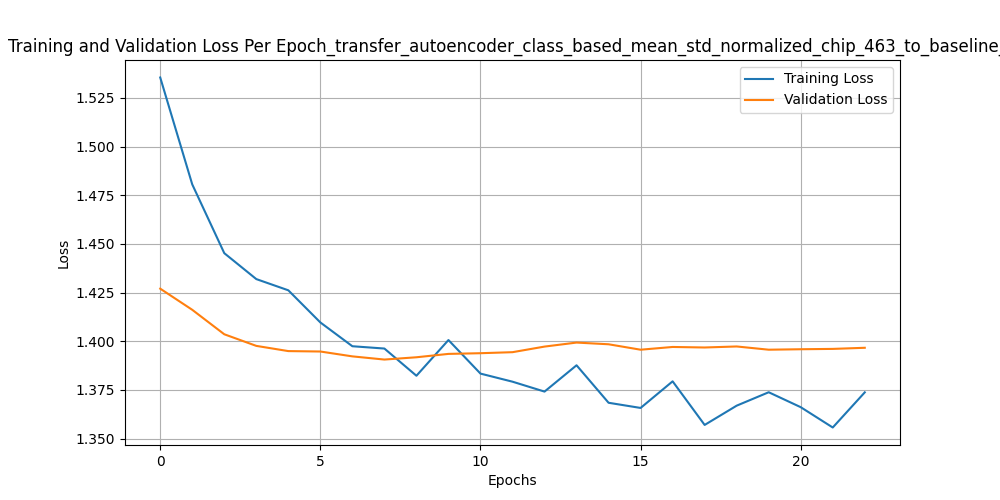 Training and Validation Loss Per Epoch_transfer_autoencoder_class_based_mean_std_normalized_chip_463_to_baseline_
Training Loss
Validation Loss
1.525
1.500
1.475
1.450
1.425
1.400
1.375
1.350
Loss
0 5 10 15 20
Epochs